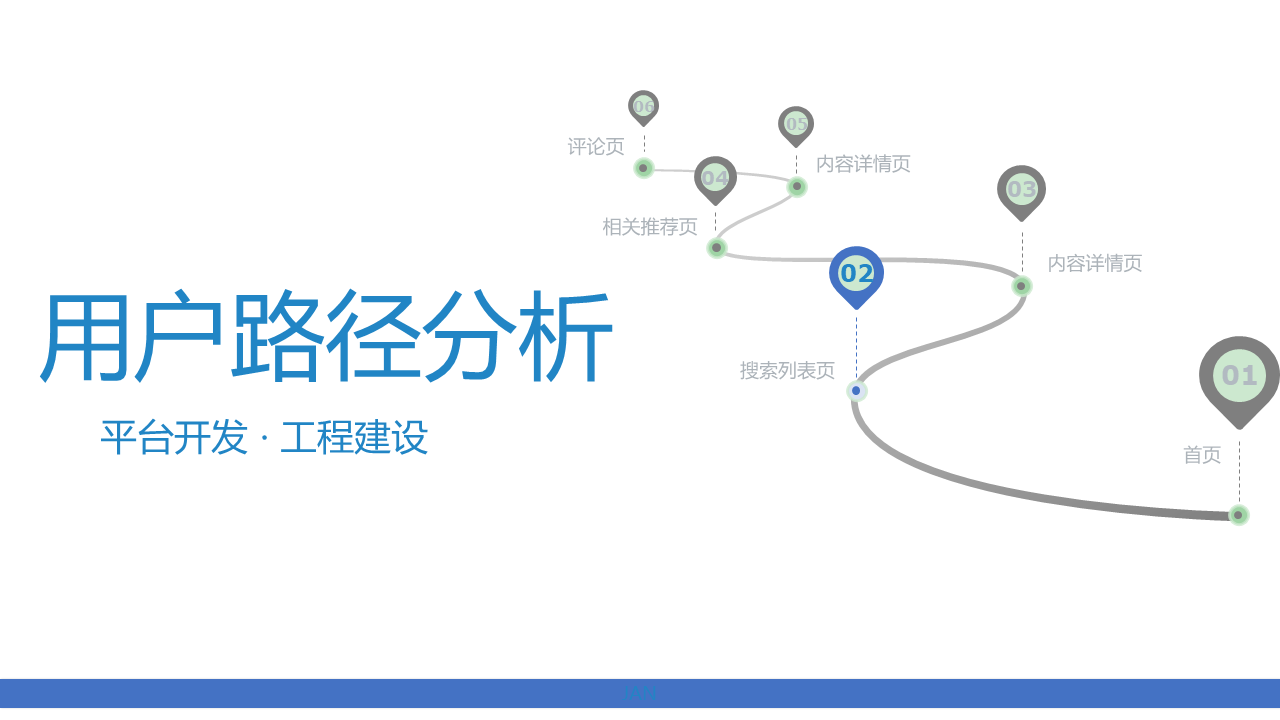 06
05
评论页
内容详情页
04
03
相关推荐页
内容详情页
02
用户路径分析
搜索列表页
01
平台开发 · 工程建设
首页